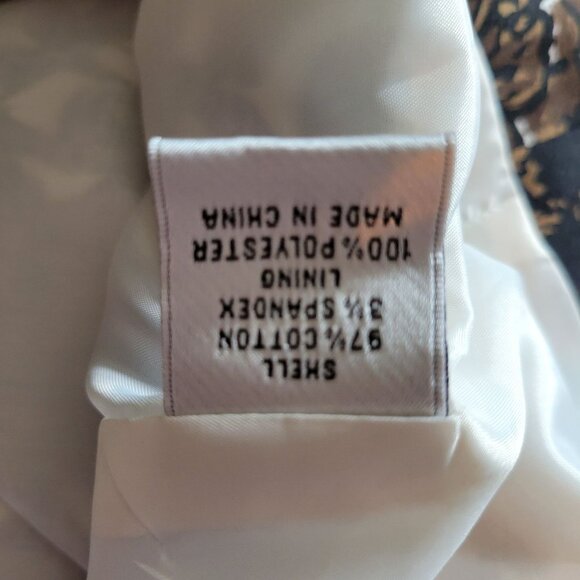 SHELL
97% COTTON
3% SPANDEX
LINING
100% POLYESTER
MADE IN CHINA